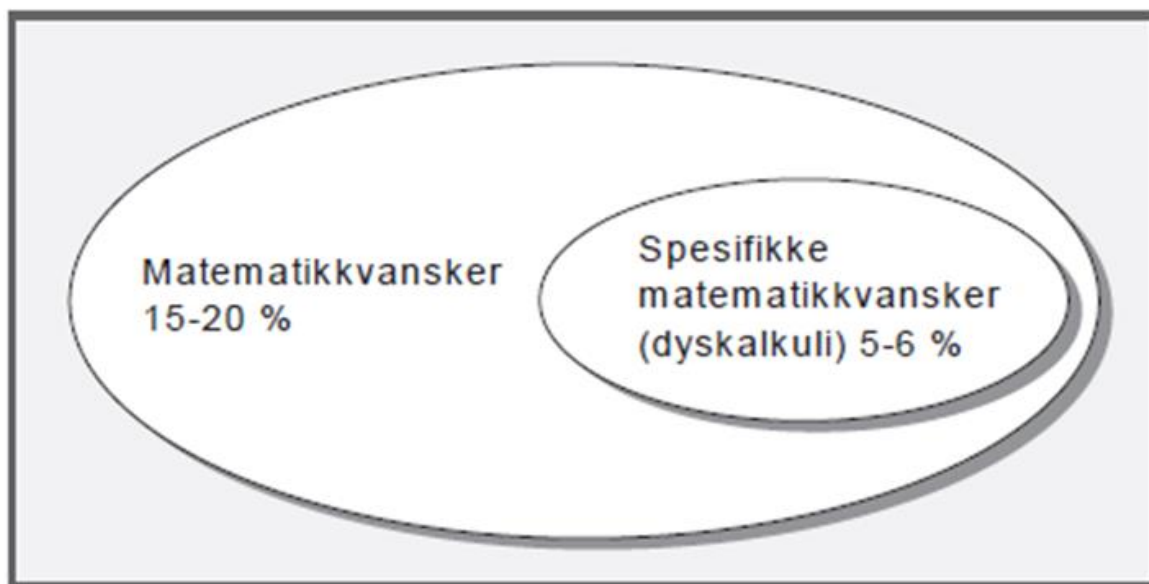 Matematikkvansker
15-20 %
Spesifikke
matematikkvansker
(dyskalkuli) 5-6 %